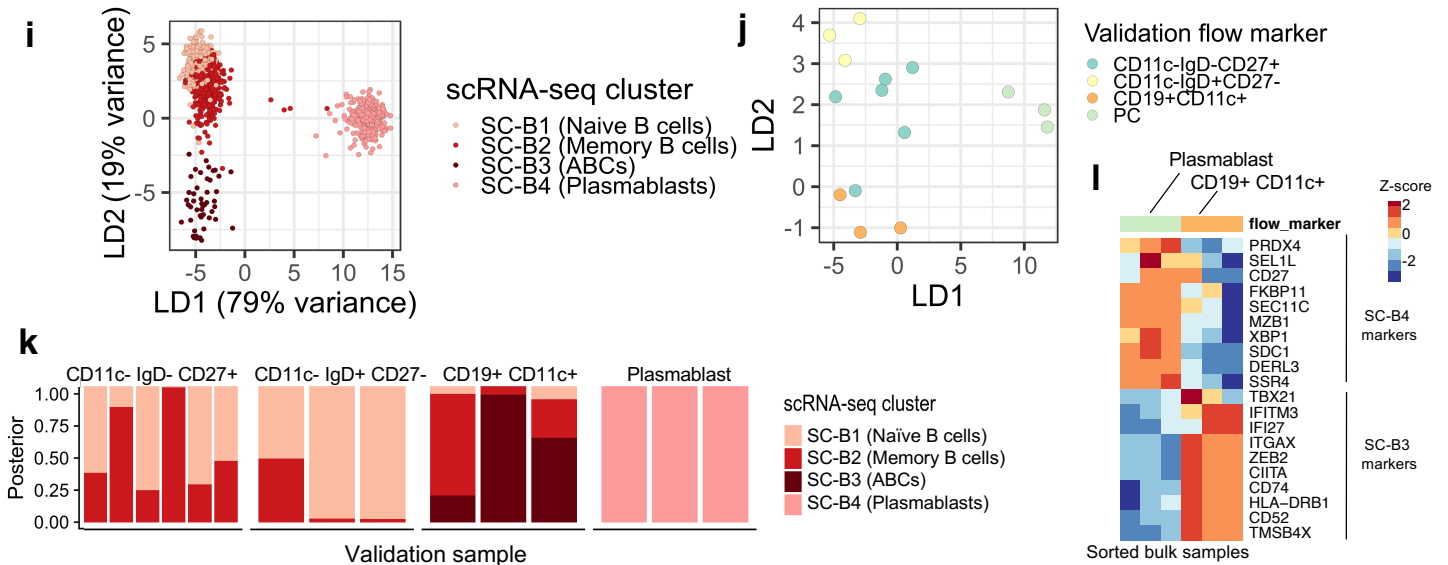 i
LD2 (19% variance)
5
0
-5
-5 0 5 10 15
LD1 (79% variance)
scRNA-seq cluster
SC-B1 (Naive B cells)
SC-B2 (Memory B cells)
SC-B3 (ABCs)
SC-B4 (Plasmablasts)
j
LD2
4
3
2
1
0
-1
-5 0 5 10
LD1
Validation flow marker
CD11c-IgD-CD27+
CD11c-IgD+CD27-
CD19+CD11c+
PC
k
CD11c- IgD- CD27+
CD11c- IgD+ CD27-
CD19+ CD11c+
Plasmablast
Posterior
1.00
0.75
0.50
0.25
0.00
Validation sample
scRNA-seq cluster
SC-B1 (Naïve B cells)
SC-B2 (Memory B cells)
SC-B3 (ABCs)
SC-B4 (Plasmablasts)
l
Plasmablast
CD19+ CD11c+
Z-score
2
0
-2
flow_marker
PRDX4
SEL1L
CD27
FKBP11
SEC11C
MZB1
XBP1
SDC1
DERL3
SSR4
TBX21
IFITM3
IFI27
ITGAX
ZEB2
CIITA
CD74
HLA−DRB1
CD52
TMSB4X
SC-B4
markers
SC-B3
markers
Sorted bulk samples